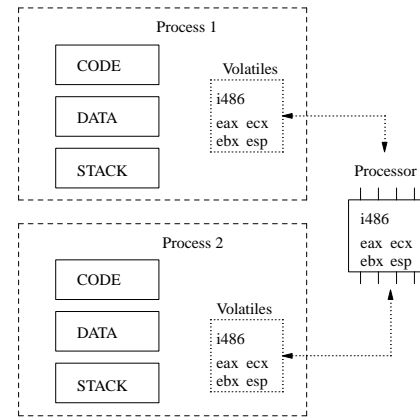 Process 1
CODE
DATA
STACK
Volatiles
i486
eax ecx
ebx esp
Processor
i486
eax ecx
ebx esp
Process 2
CODE
DATA
STACK
Volatiles
i486
eax ecx
ebx esp